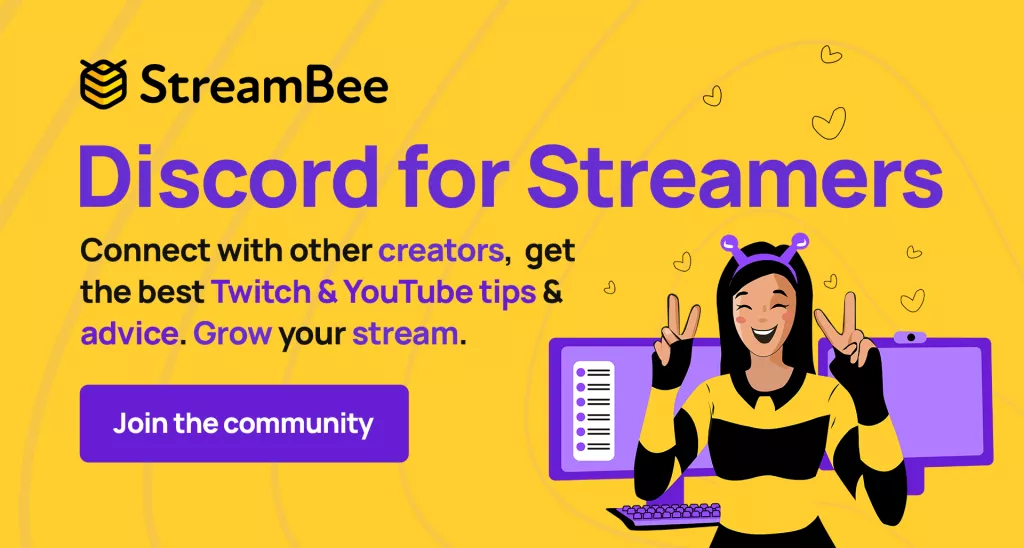 StreamBee
Discord for Streamers
Connect with other creators, get
the best Twitch & YouTube tips &
advice. Grow your stream.
Join the community